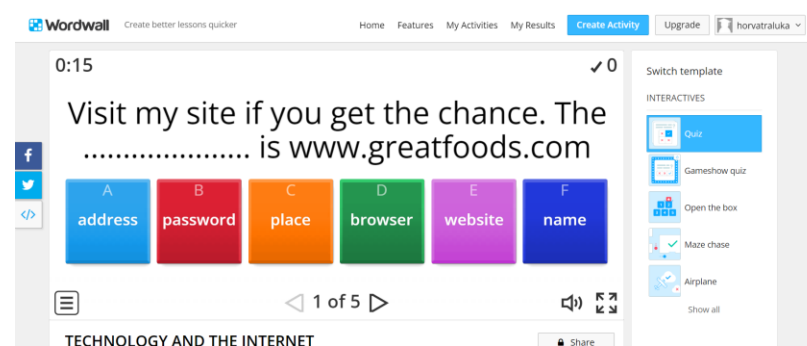 Wordwall Create better lessons quicker Home Features My Activities My Results Create Activity Upgrade horvatraluka
0:15 ✓ 0
Visit my site if you get the chance. The
..................... is www.greatfoods.com
A B C D E F
address password place browser website name
1 of 5
TECHNOLOGY AND THE INTERNET Share
Switch template
INTERACTIVES
Quiz
Gameshow quiz
Open the box
Maze chase
Airplane
Show all
f